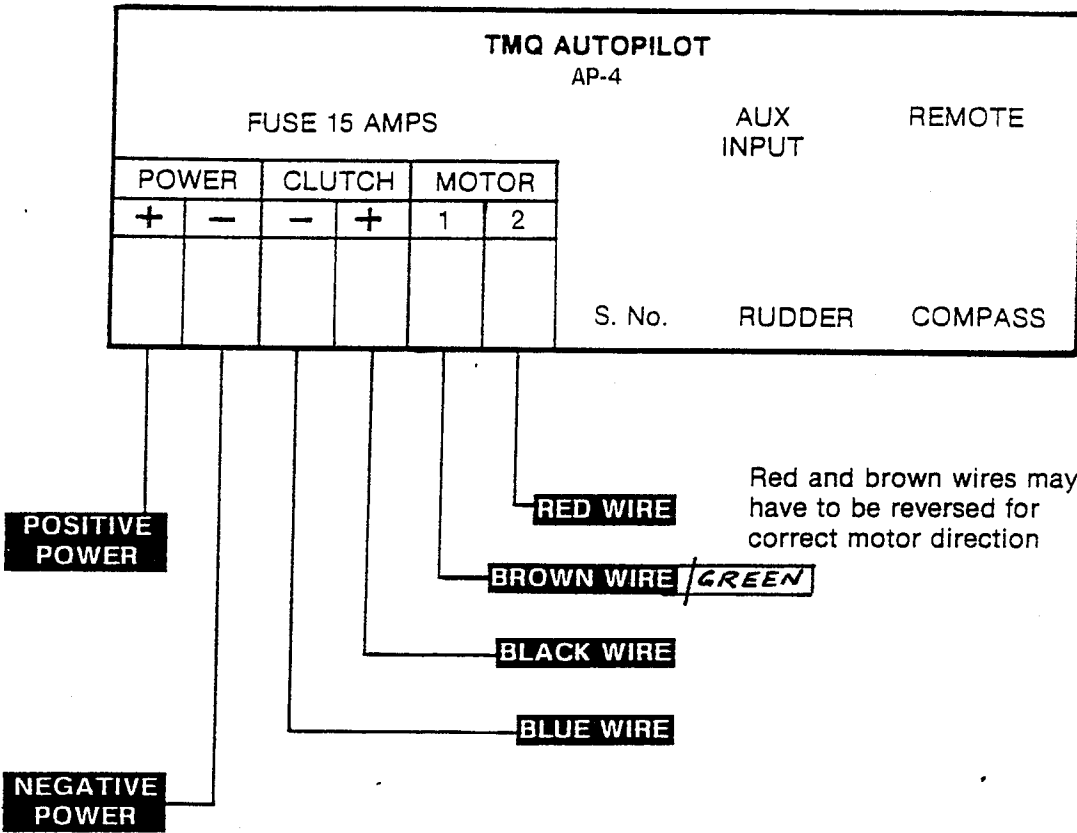 TMQ AUTOPILOT
AP-4
FUSE 15 AMPS
AUX
INPUT
REMOTE
POWER CLUTCH MOTOR
+ − − + 1 2
S. No. RUDDER COMPASS
Red and brown wires may
have to be reversed for
correct motor direction
RED WIRE
POSITIVE
POWER
BROWN WIRE /GREEN
BLACK WIRE
BLUE WIRE
NEGATIVE
POWER